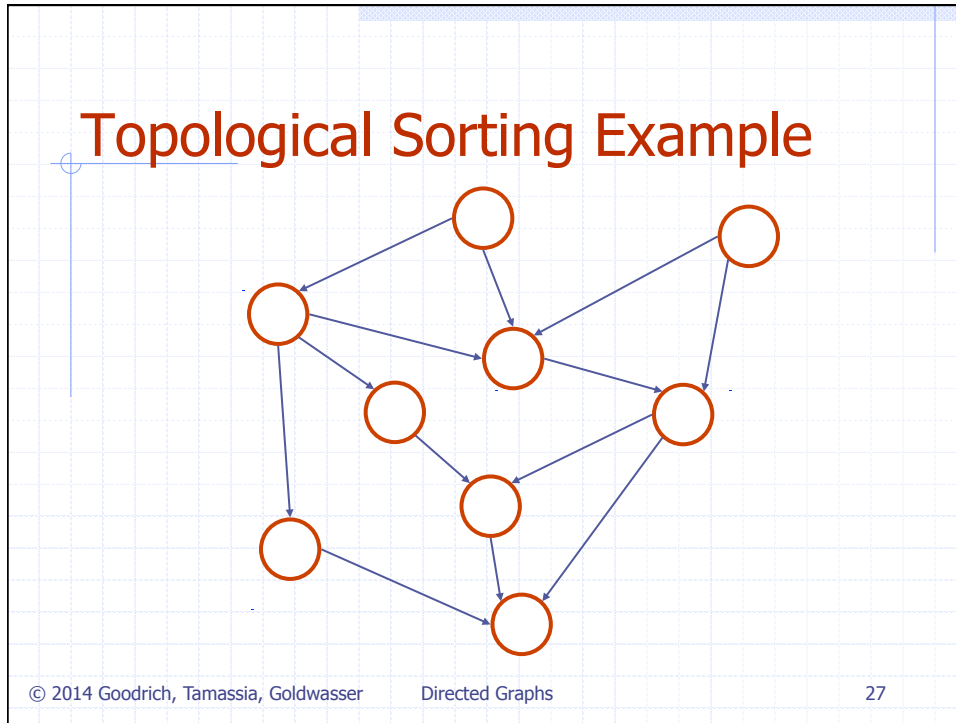 Topological Sorting Example
© 2014 Goodrich, Tamassia, Goldwasser Directed Graphs 27